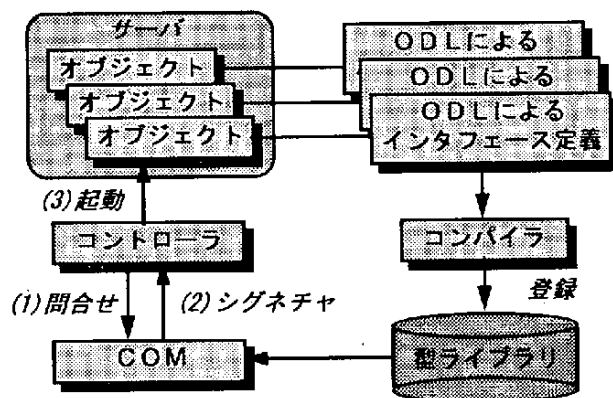 サーバ
オブジェクト
オブジェクト
オブジェクト
ODLによる
ODLによる
ODLによる
インタフェース定義
(3)起動
コントローラ
コンパイラ
(1)問合せ
(2)シグネチャ
登録
COM
型ライブラリ